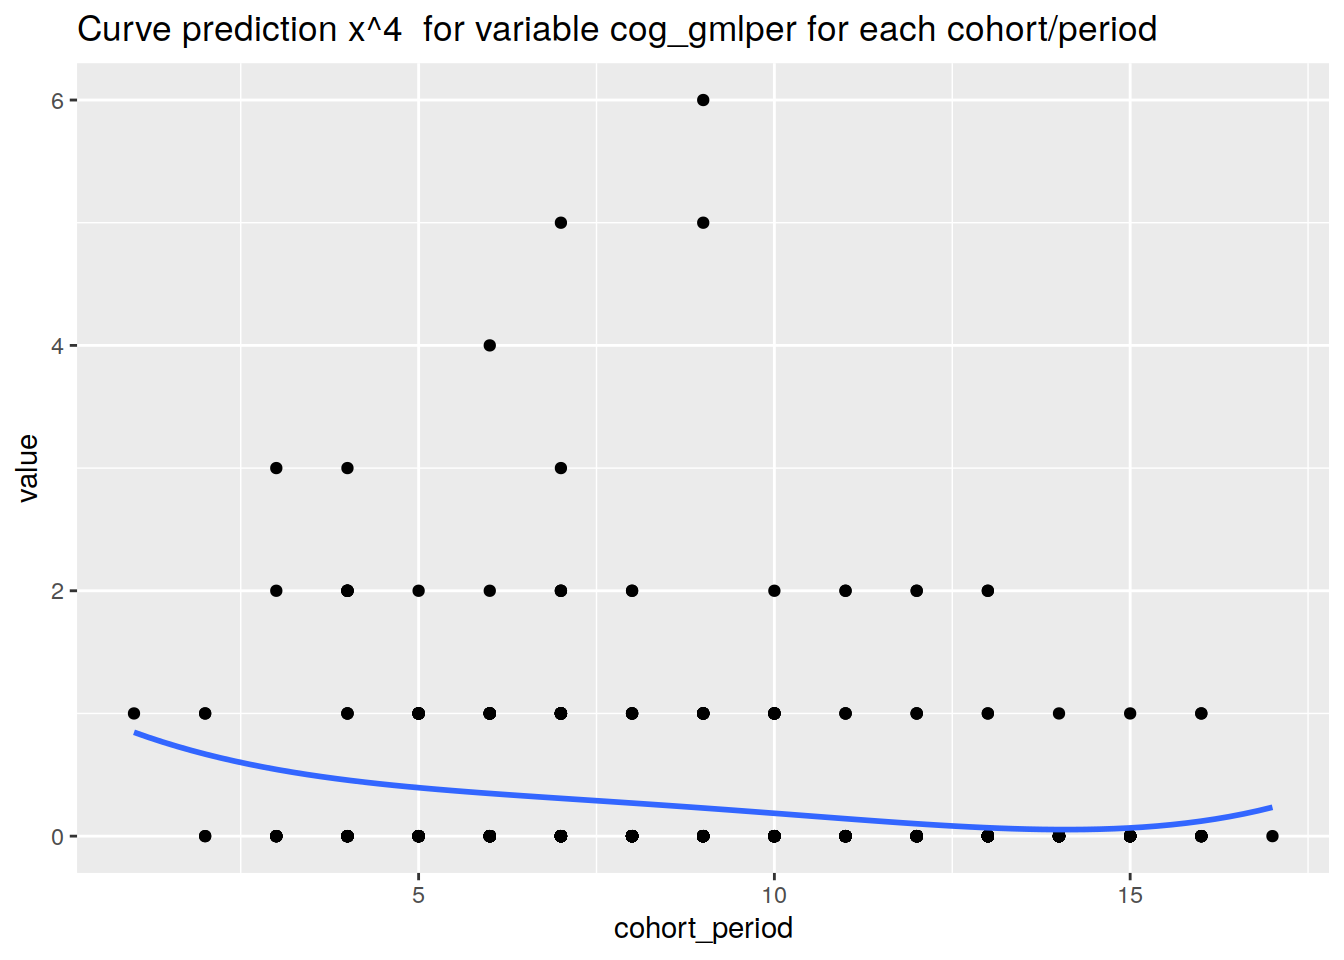 Curve prediction x^4  for variable cog_gmlper for each cohort/period
6
4
2
0
value
5
10
15
cohort_period